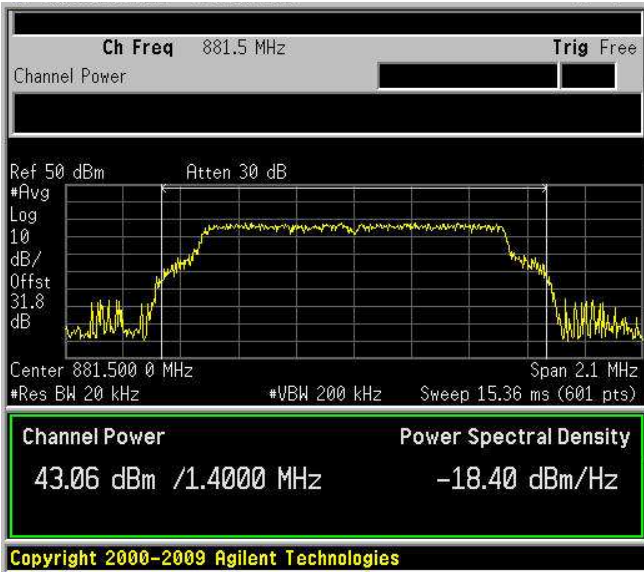 Ch Freq 881.5 MHz Trig Free
Channel Power
Ref 50 dBm Atten 30 dB
#Avg
Log
10
dB/
Offst
31.8
dB
Center 881.500 0 MHz Span 2.1 MHz
#Res BW 20 kHz #VBW 200 kHz Sweep 15.36 ms (601 pts)
Channel Power Power Spectral Density
43.06 dBm /1.4000 MHz -18.40 dBm/Hz
Copyright 2000-2009 Agilent Technologies